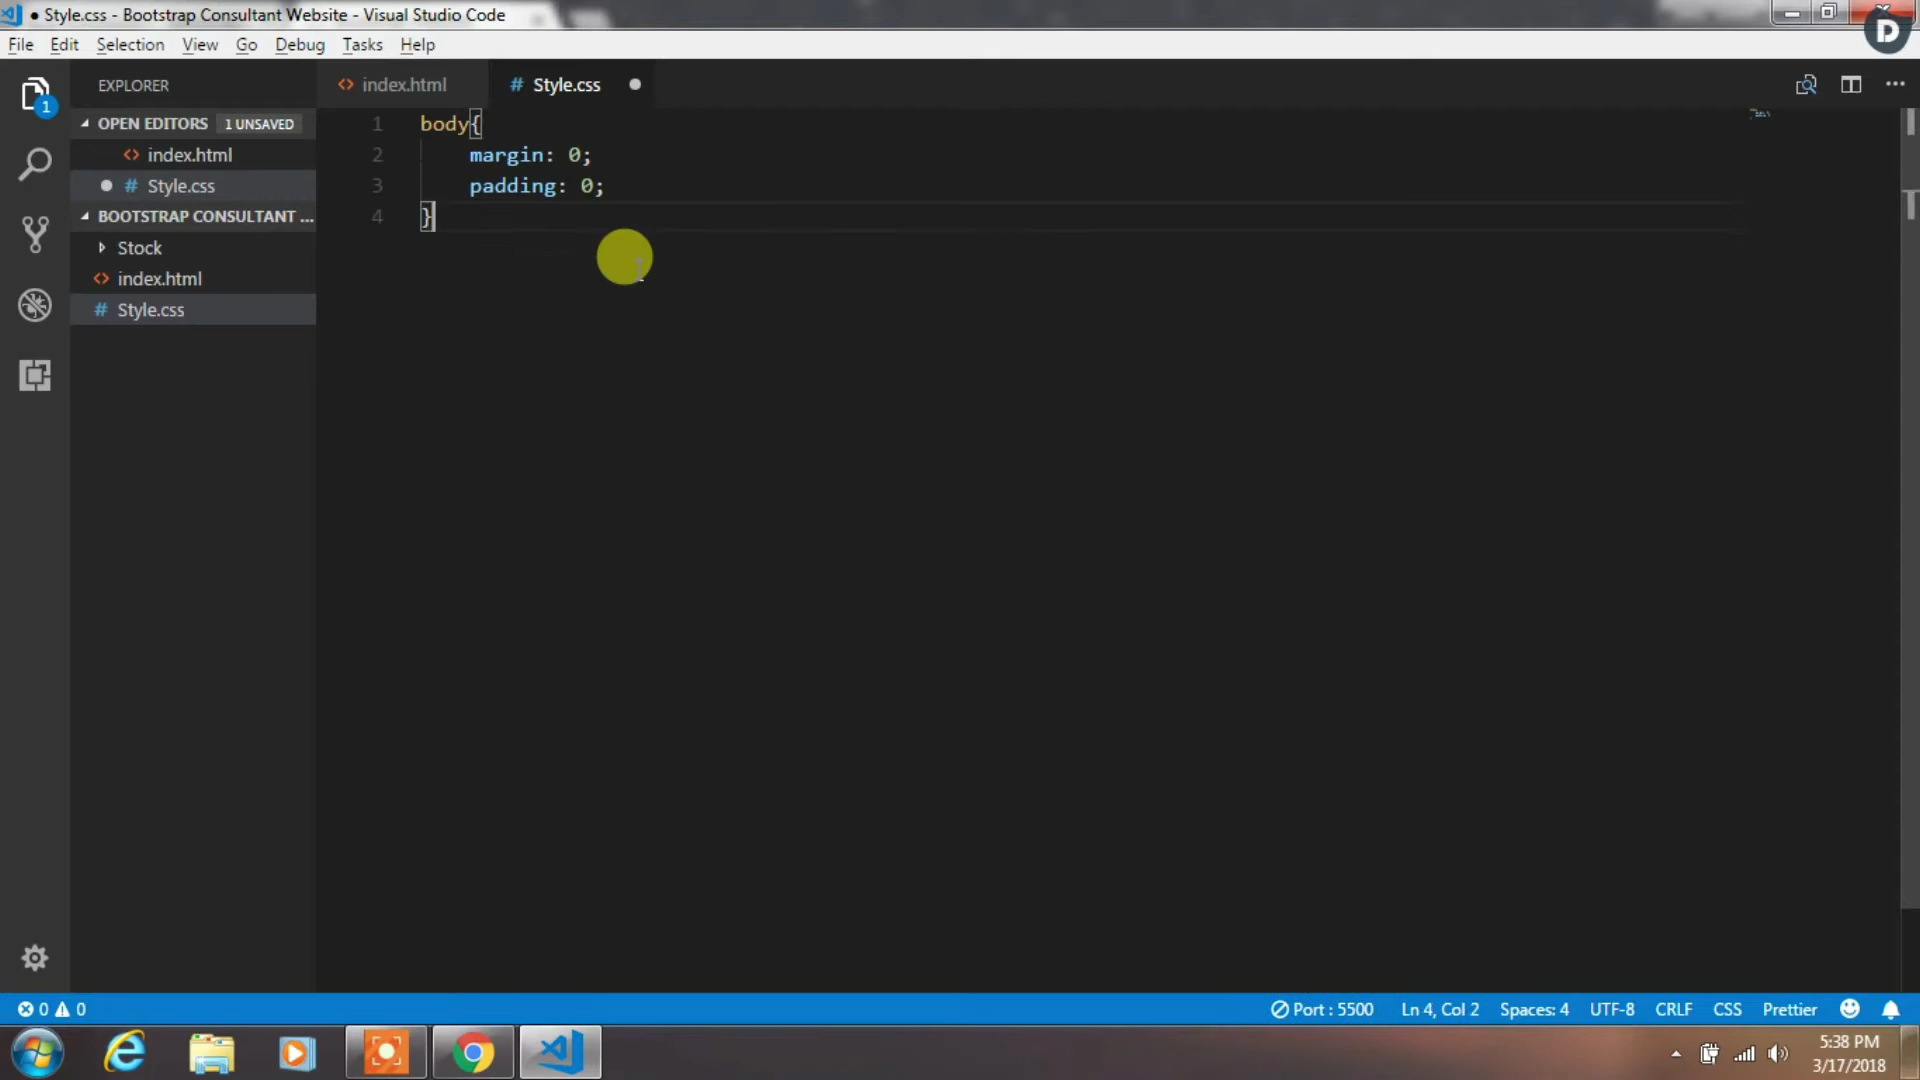 ● Style.css - Bootstrap Consultant Website - Visual Studio Code
D
File Edit Selection View Go Debug Tasks Help
EXPLORER
<> index.html
# Style.css ●
1
OPEN EDITORS 1 UNSAVED
<> index.html
● # Style.css
BOOTSTRAP CONSULTANT ...
Stock
<> index.html
# Style.css
1 body{
2 margin: 0;
3 padding: 0;
4 }
0 0
Port : 5500 Ln 4, Col 2 Spaces: 4 UTF-8 CRLF CSS Prettier
5:38 PM
3/17/2018